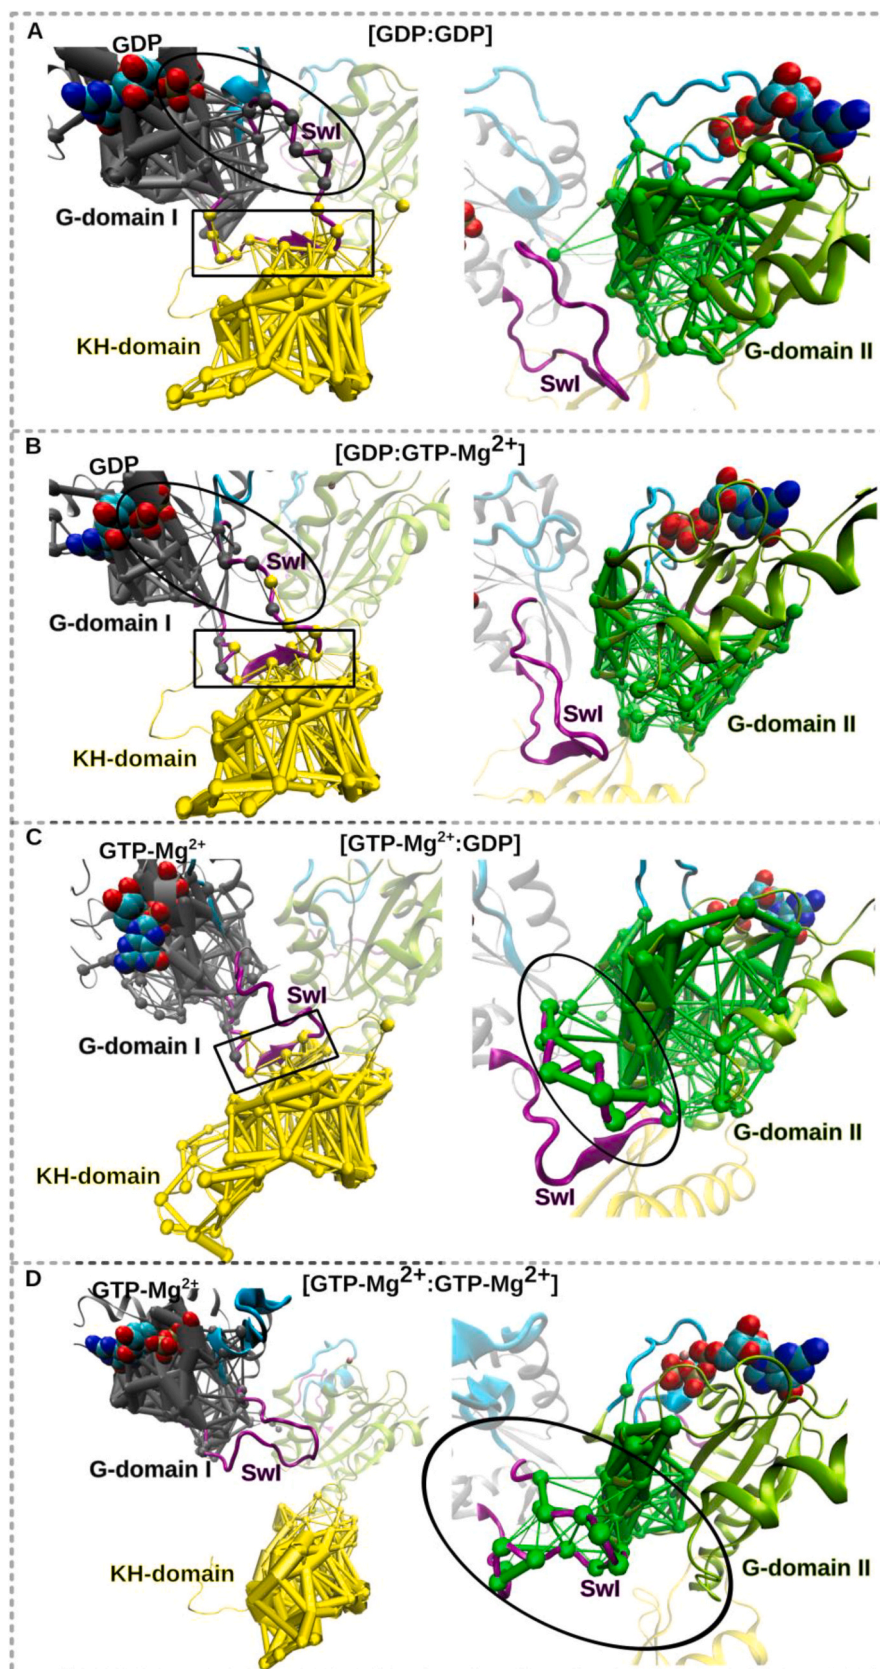 A
[GDP:GDP]
GDP
SwI
G-domain I
KH-domain
SwI
G-domain II
B
[GDP:GTP-Mg2+]
GDP
SwI
G-domain I
KH-domain
SwI
G-domain II
C
[GTP-Mg2+:GDP]
GTP-Mg2+
SwI
G-domain I
KH-domain
SwI
G-domain II
D
[GTP-Mg2+:GTP-Mg2+]
GTP-Mg2+
G-domain I
SwI
KH-domain
SwI
G-domain II